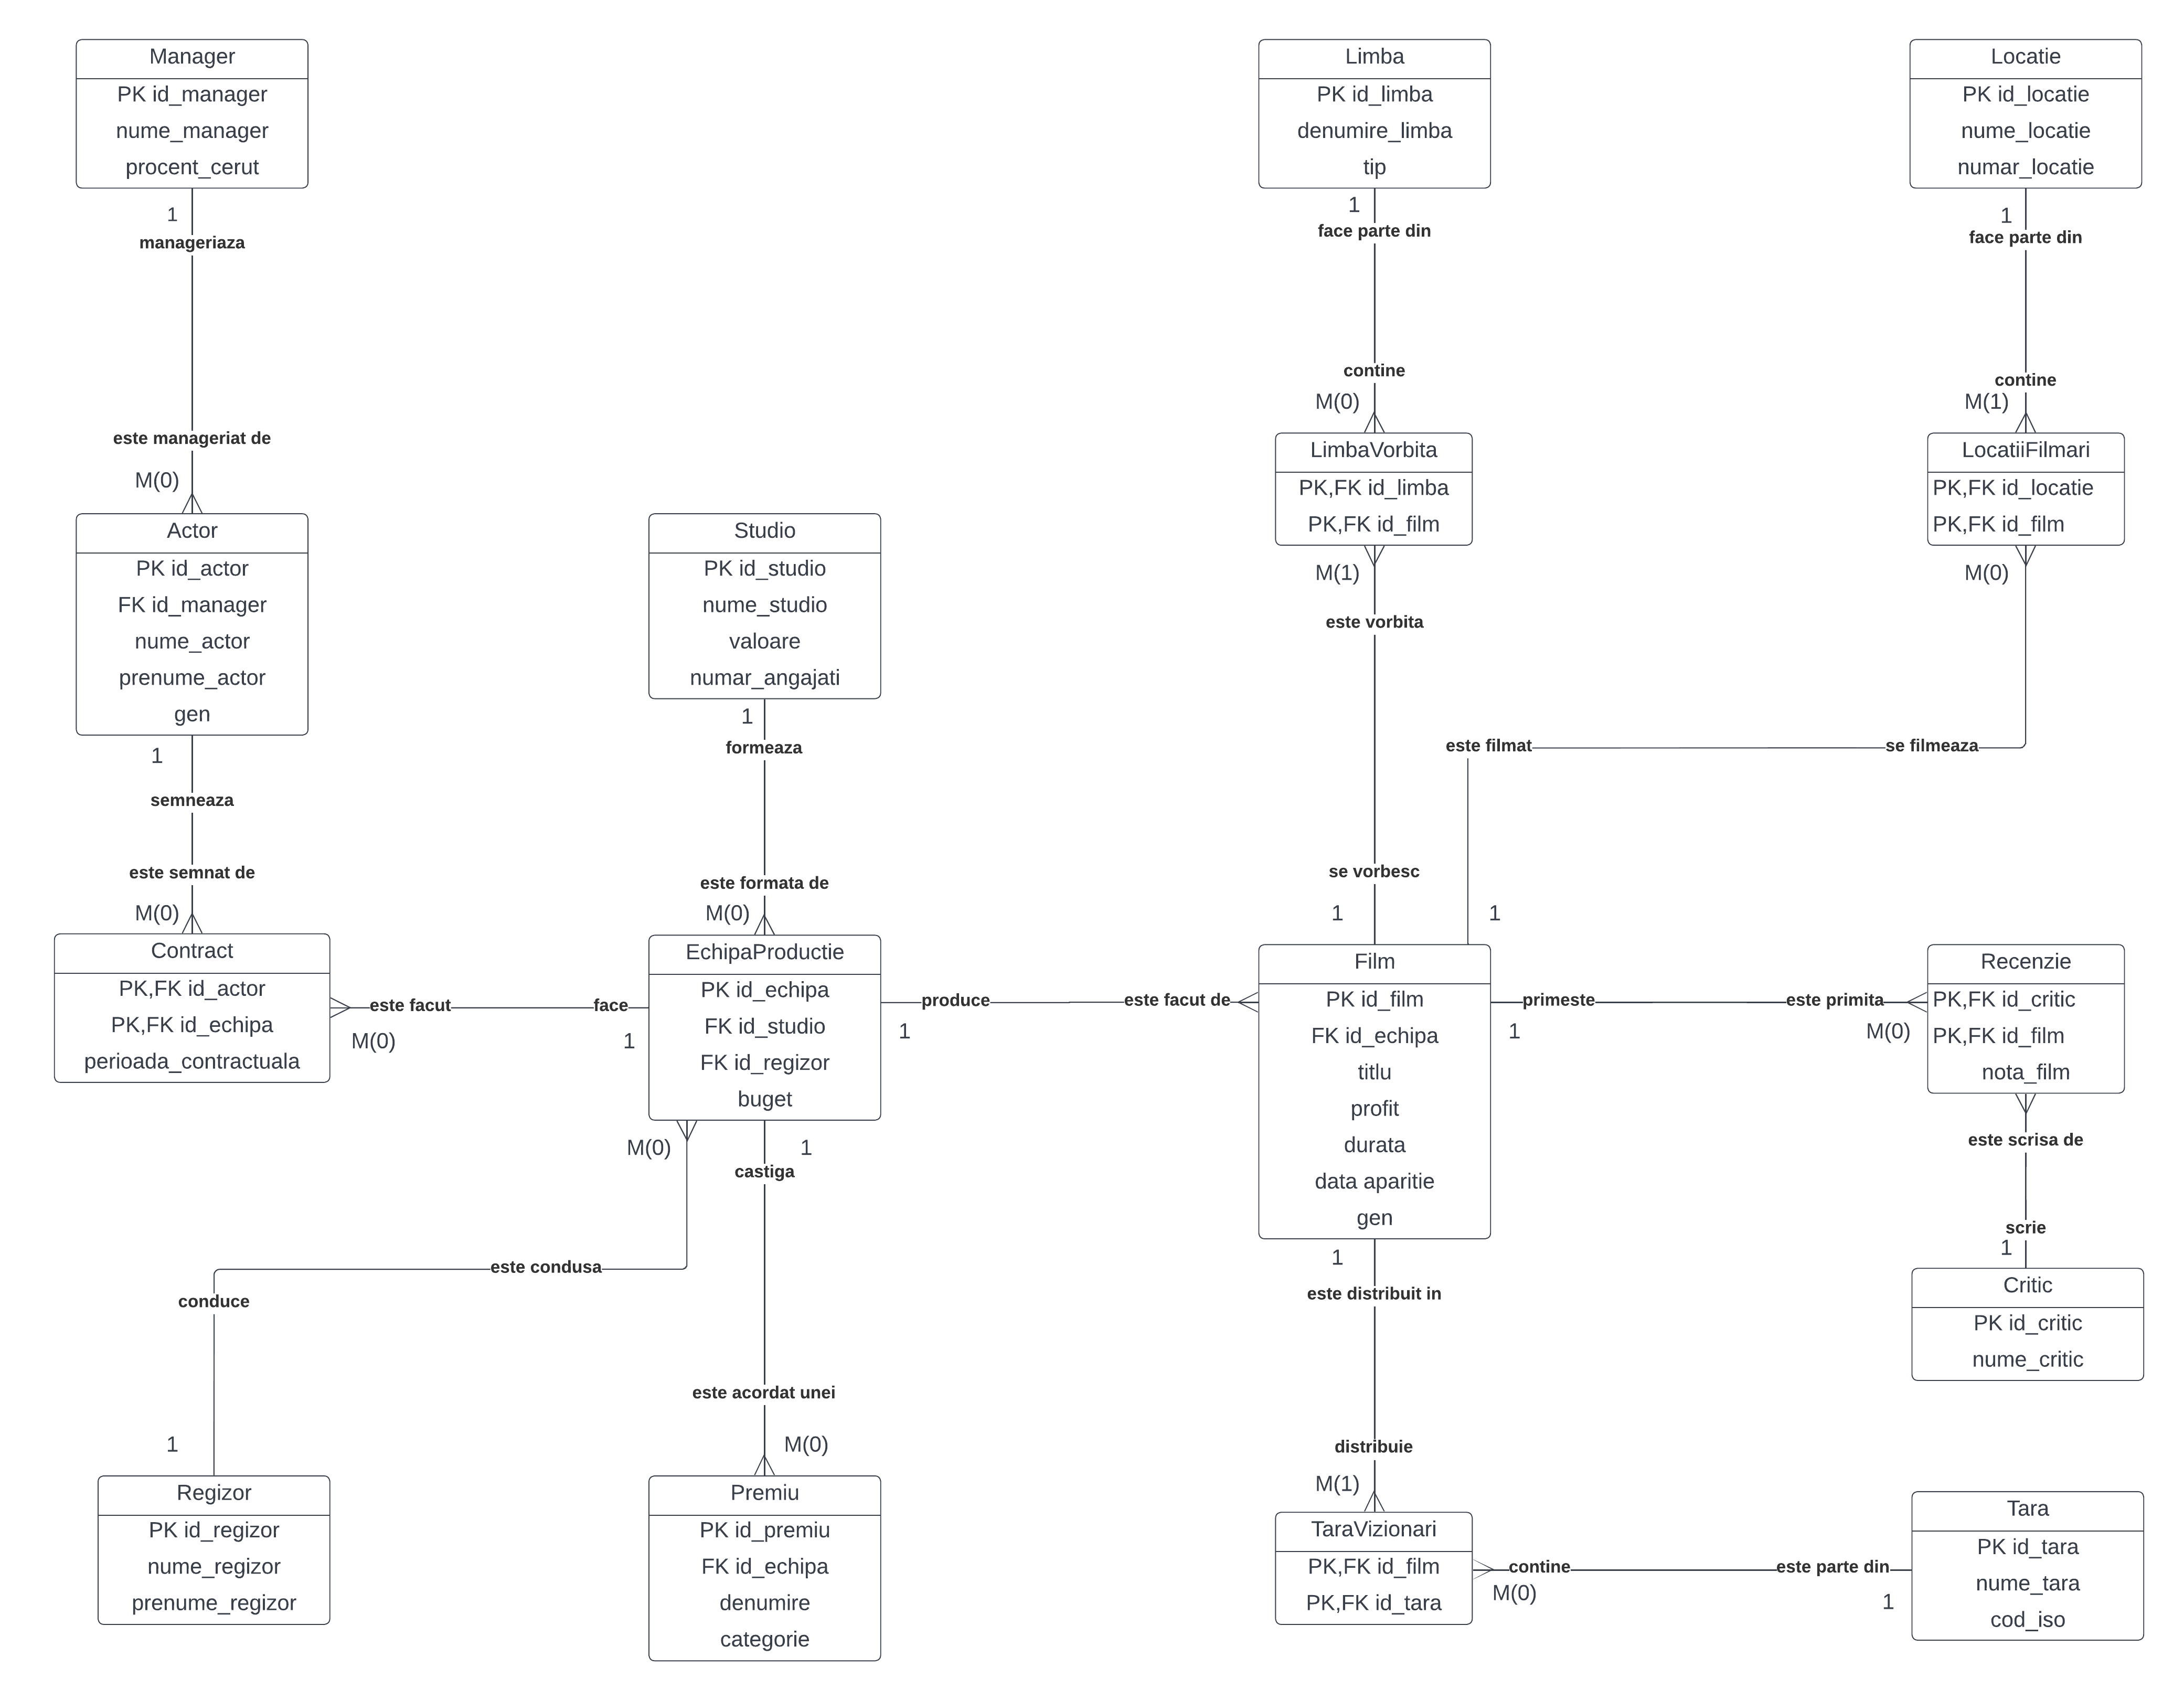 Manager
PK id_manager
nume_manager
procent_cerut
1
manageriaza
este manageriat de
M(0)
Actor
PK id_actor
FK id_manager
nume_actor
prenume_actor
gen
1
semneaza
este semnat de
M(0)
Contract
PK,FK id_actor
PK,FK id_echipa
perioada_contractuala
este facut
M(0)
face
1
Studio
PK id_studio
nume_studio
valoare
numar_angajati
1
formeaza
este formata de
M(0)
EchipaProductie
PK id_echipa
FK id_studio
FK id_regizor
buget
M(0)
este condusa
conduce
1
Regizor
PK id_regizor
nume_regizor
prenume_regizor
1
castiga
este acordat unei
M(0)
Premiu
PK id_premiu
FK id_echipa
denumire
categorie
produce
1
este facut de
Limba
PK id_limba
denumire_limba
tip
1
face parte din
contine
M(0)
LimbaVorbita
PK,FK id_limba
PK,FK id_film
M(1)
este vorbita
se vorbesc
1
Locatie
PK id_locatie
nume_locatie
numar_locatie
1
face parte din
contine
M(1)
LocatiiFilmari
PK,FK id_locatie
PK,FK id_film
M(0)
se filmeaza
este filmat
1
Film
PK id_film
FK id_echipa
titlu
profit
durata
data aparitie
gen
primeste
1
este primita
M(0)
Recenzie
PK,FK id_critic
PK,FK id_film
nota_film
este scrisa de
scrie
1
Critic
PK id_critic
nume_critic
1
este distribuit in
distribuie
M(1)
TaraVizionari
PK,FK id_film
PK,FK id_tara
contine
M(0)
este parte din
1
Tara
PK id_tara
nume_tara
cod_iso